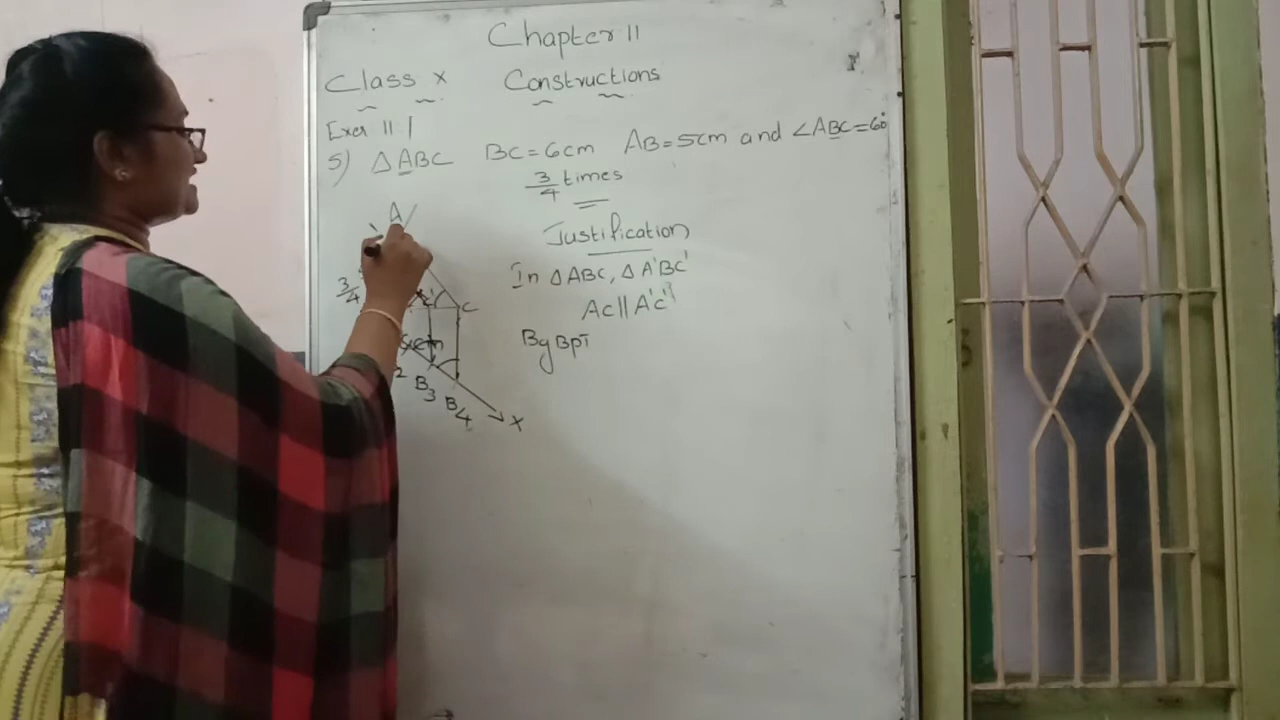 Chapter 11
Class X Constructions
Exer 11.1
5) △ABC BC=6cm AB=5cm and ∠ABC=60°
3/4 times
Justification
In △ABC, △A'BC'
AC||A'C'
By BPT
A
3/4
C' C
2 B3 B4 X